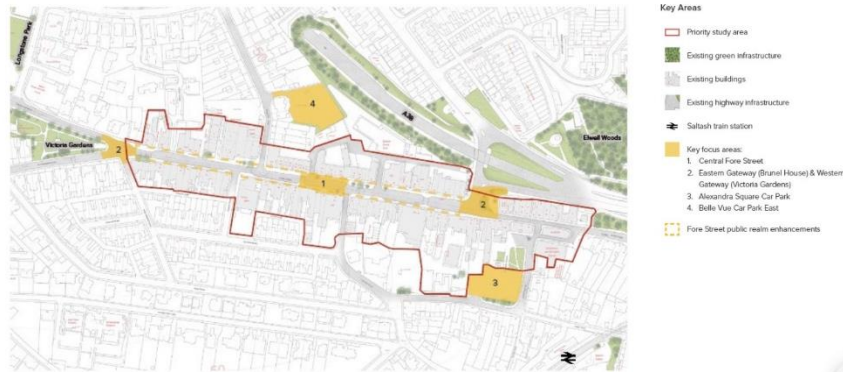 Key Areas
Priority study area
Existing green infrastructure
Existing buildings
Existing highway infrastructure
Saltash train station
Key focus areas:
1. Central Fore Street
2. Eastern Gateway (Brunel House) & Western
Gateway (Victoria Gardens)
3. Alexandra Square Car Park
4. Belle Vue Car Park East
Fore Street public realm enhancements
Longstone Park
Victoria Gardens
2
1
4
A38
2
3
Elwell Woods